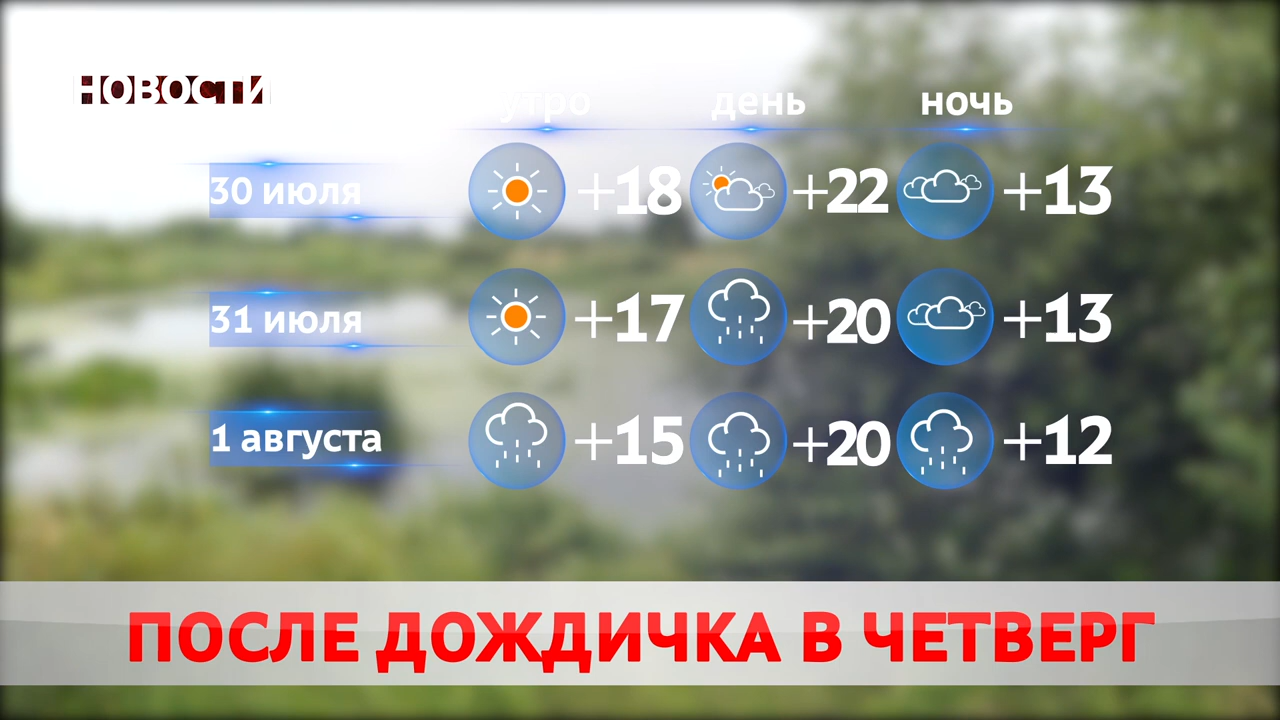 НОВОСТИ
утро день ночь
30 июля +18 +22 +13
31 июля +17 +20 +13
1 августа +15 +20 +12
ПОСЛЕ ДОЖДИЧКА В ЧЕТВЕРГ